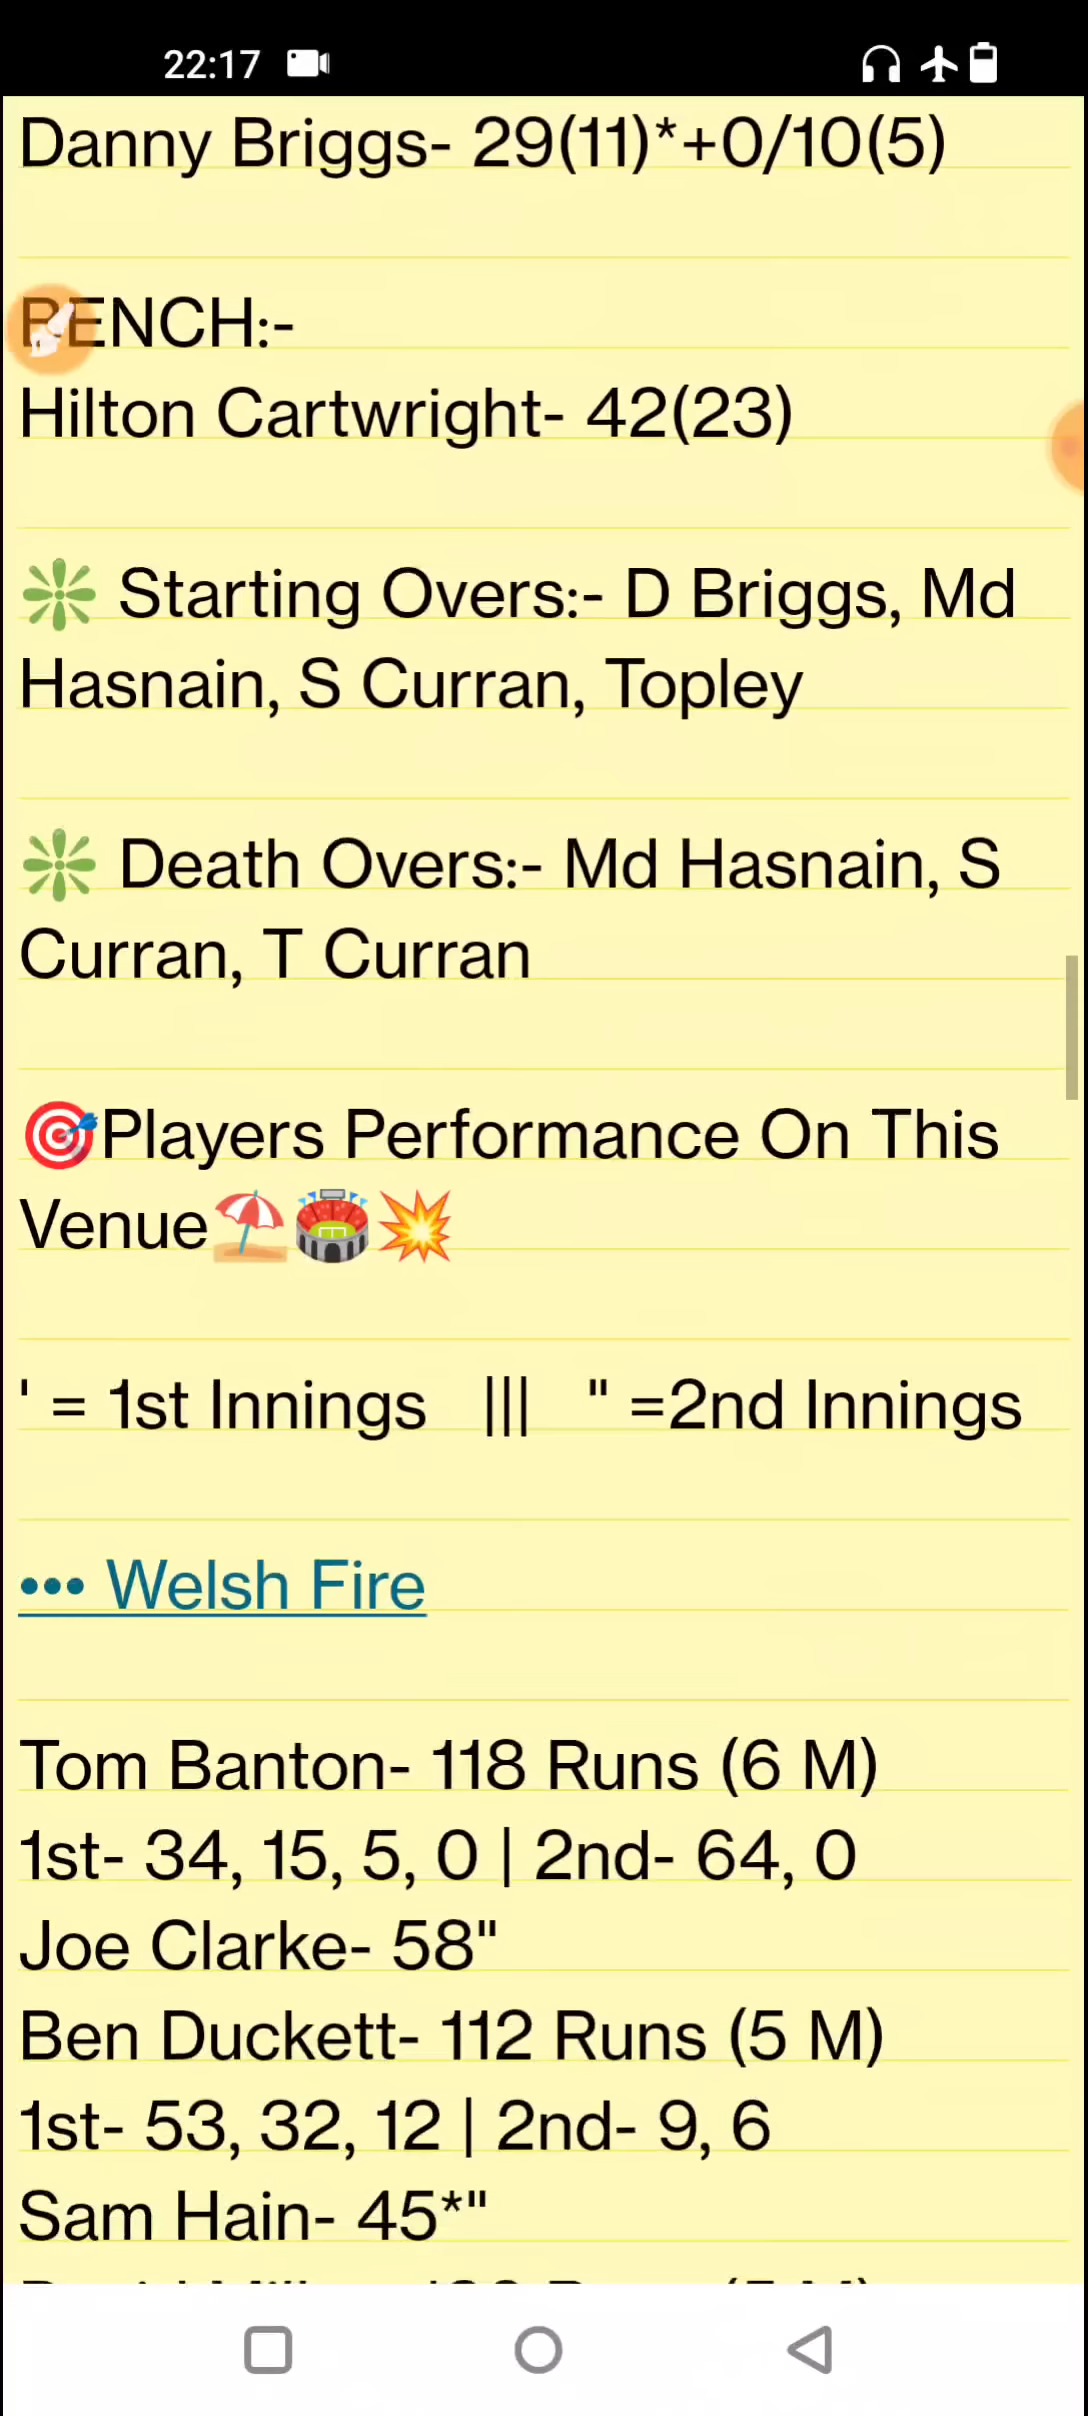 22:17
Danny Briggs- 29(11)*+0/10(5)
BENCH:-
Hilton Cartwright- 42(23)
Starting Overs:- D Briggs, Md
Hasnain, S Curran, Topley
Death Overs:- Md Hasnain, S
Curran, T Curran
Players Performance On This
Venue
' = 1st Innings ||| " =2nd Innings
••• Welsh Fire
Tom Banton- 118 Runs (6 M)
1st- 34, 15, 5, 0 | 2nd- 64, 0
Joe Clarke- 58"
Ben Duckett- 112 Runs (5 M)
1st- 53, 32, 12 | 2nd- 9, 6
Sam Hain- 45*"